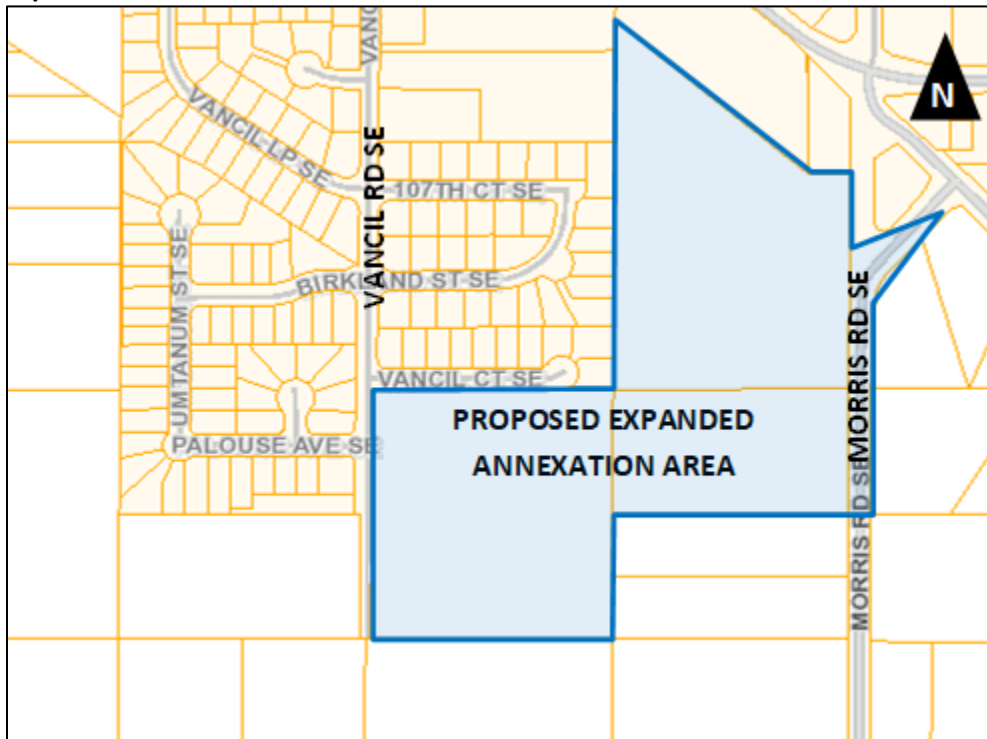 VANC
N
VANCIL LP SE
VANCIL RD SE
107TH CT SE
UMTANUM ST SE
BIRKLAND ST SE
MORRIS RD SE
VANCIL CT SE
PROPOSED EXPANDED
ANNEXATION AREA
PALOUSE AVE SE
MORRIS RD SE